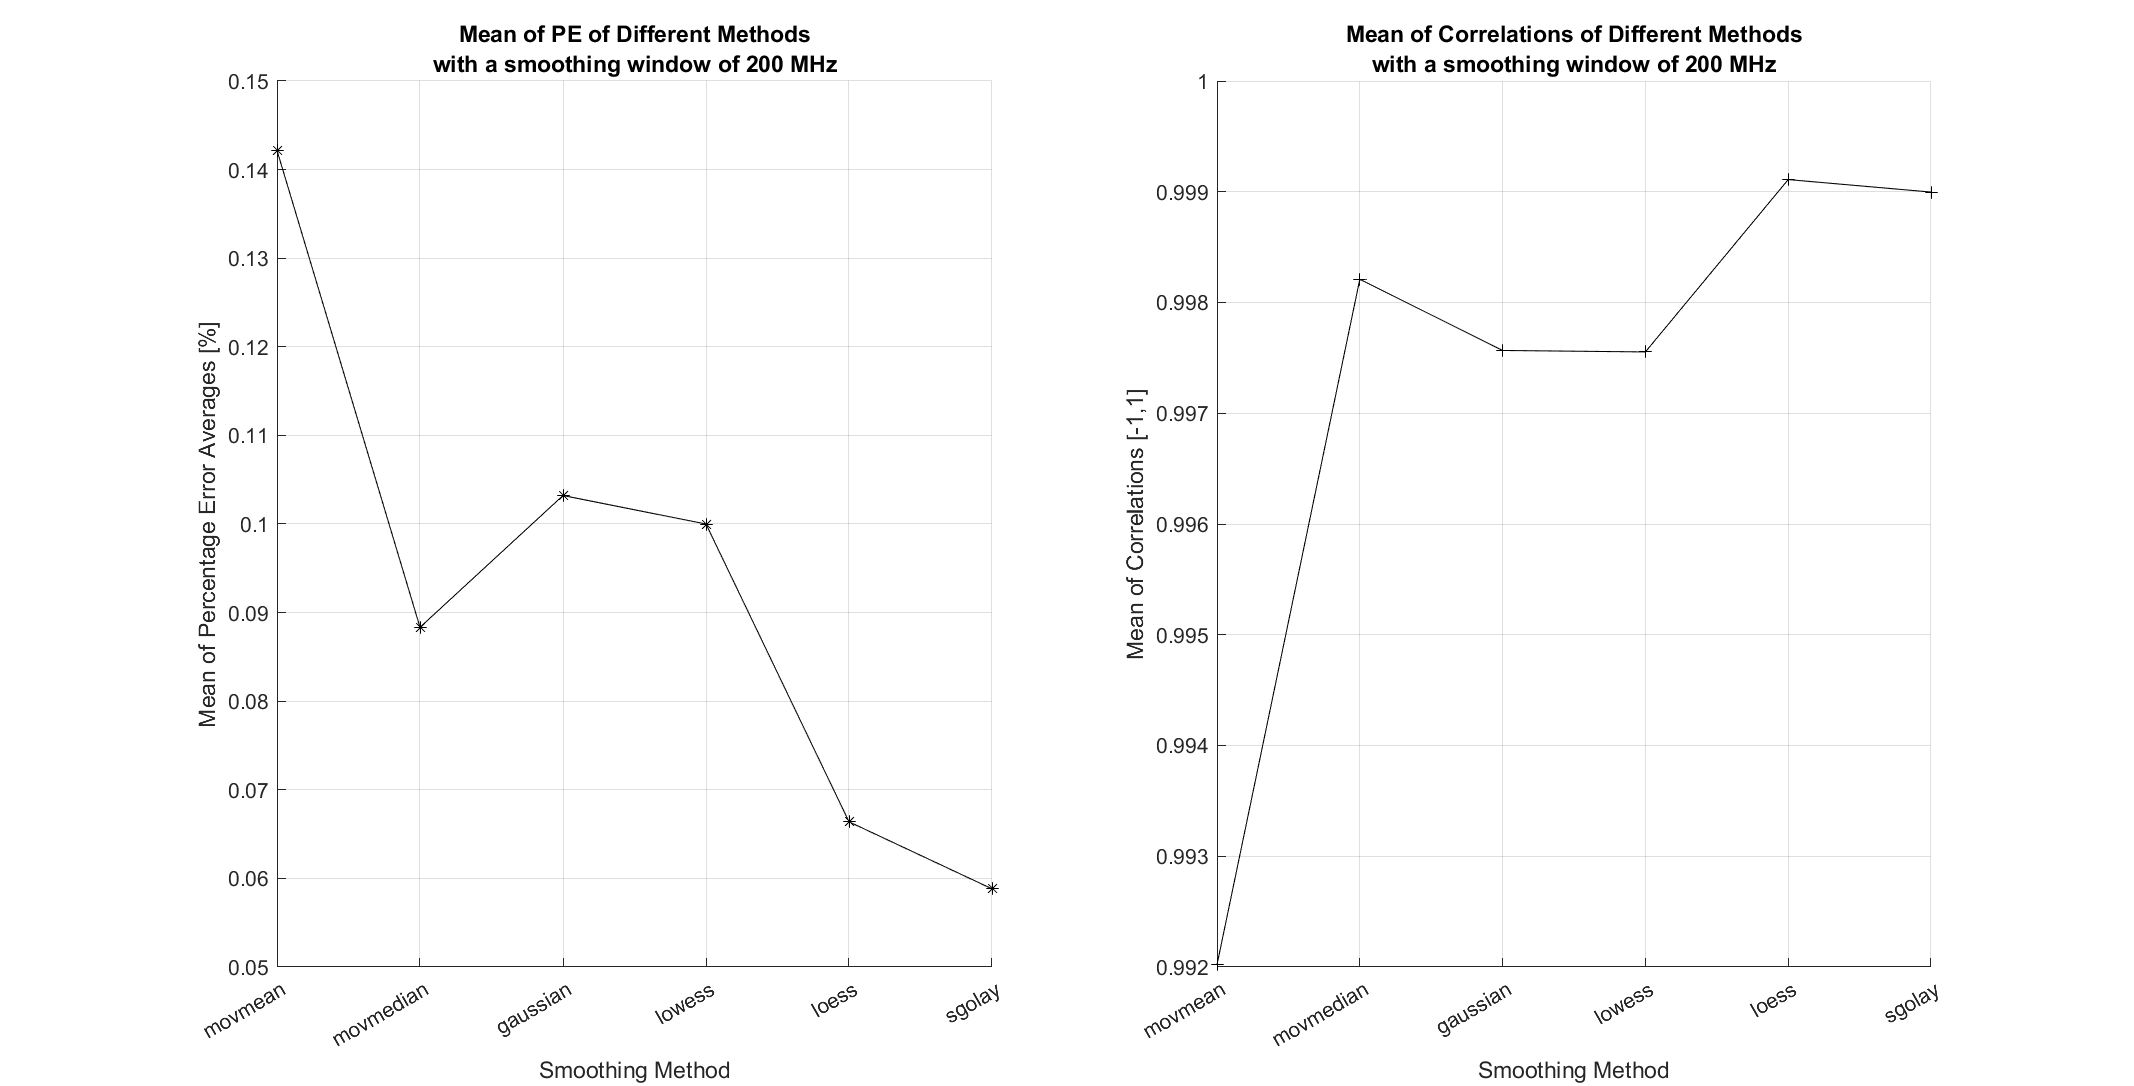 Mean of PE of Different Methods
with a smoothing window of 200 MHz
0.15
0.14
0.13
0.12
0.11
0.1
0.09
0.08
0.07
0.06
0.05
Mean of Percentage Error Averages [%]
movmean
movmedian
gaussian
lowess
loess
sgolay
Smoothing Method
Mean of Correlations of Different Methods
with a smoothing window of 200 MHz
1
0.999
0.998
0.997
0.996
0.995
0.994
0.993
0.992
Mean of Correlations [-1,1]
movmean
movmedian
gaussian
lowess
loess
sgolay
Smoothing Method